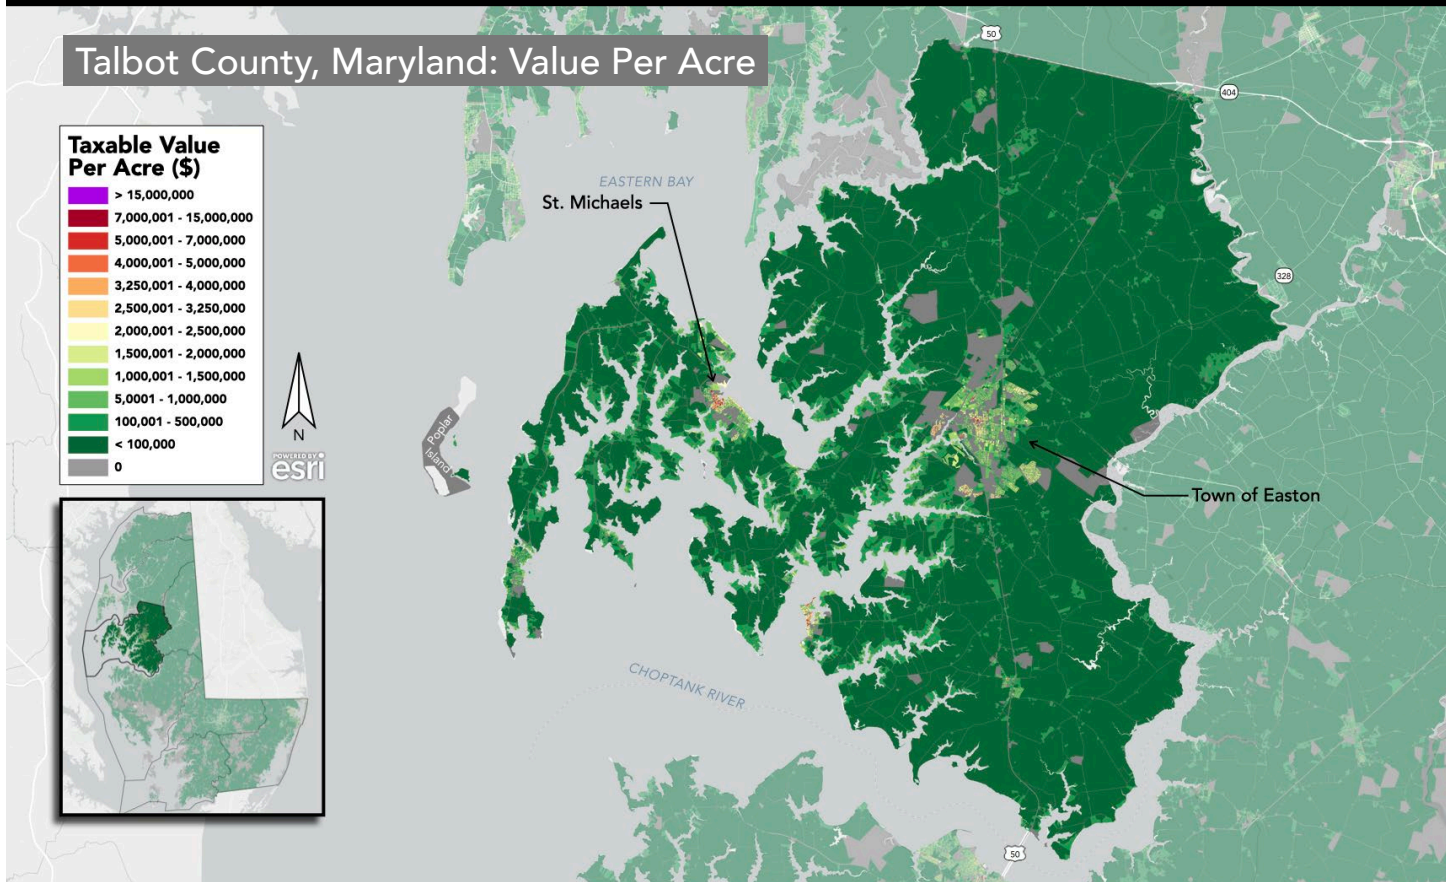 Talbot County, Maryland: Value Per Acre
50
404
Taxable Value
Per Acre ($)
> 15,000,000
7,000,001 - 15,000,000
5,000,001 - 7,000,000
4,000,001 - 5,000,000
3,250,001 - 4,000,000
2,500,001 - 3,250,000
2,000,001 - 2,500,000
1,500,001 - 2,000,000
1,000,001 - 1,500,000
5,0001 - 1,000,000
100,001 - 500,000
< 100,000
0
N
POWERED BY
esri
EASTERN BAY
St. Michaels
328
Poplar
Island
Town of Easton
CHOPTANK RIVER
50